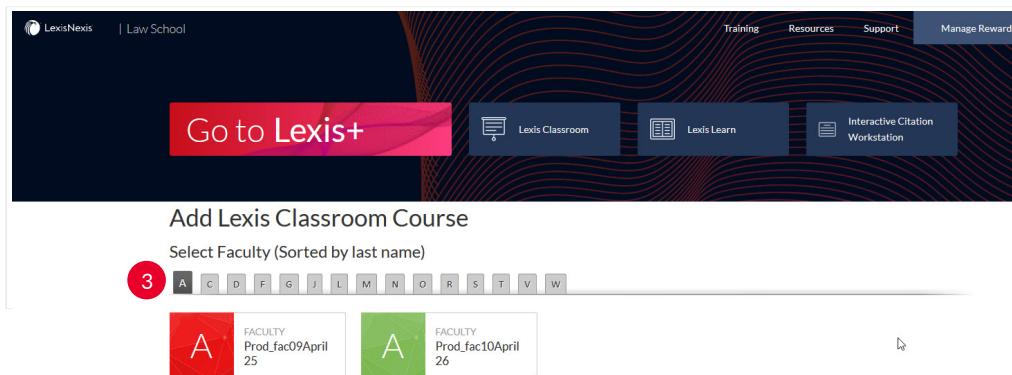 LexisNexis | Law School
Training Resources Support Manage Reward
Go to Lexis+
Lexis Classroom
Lexis Learn
Interactive Citation
Workstation
Add Lexis Classroom Course
Select Faculty (Sorted by last name)
3
A C D F G J L M N O R S T V W
A
FACULTY
Prod_fac09April
25
A
FACULTY
Prod_fac10April
26